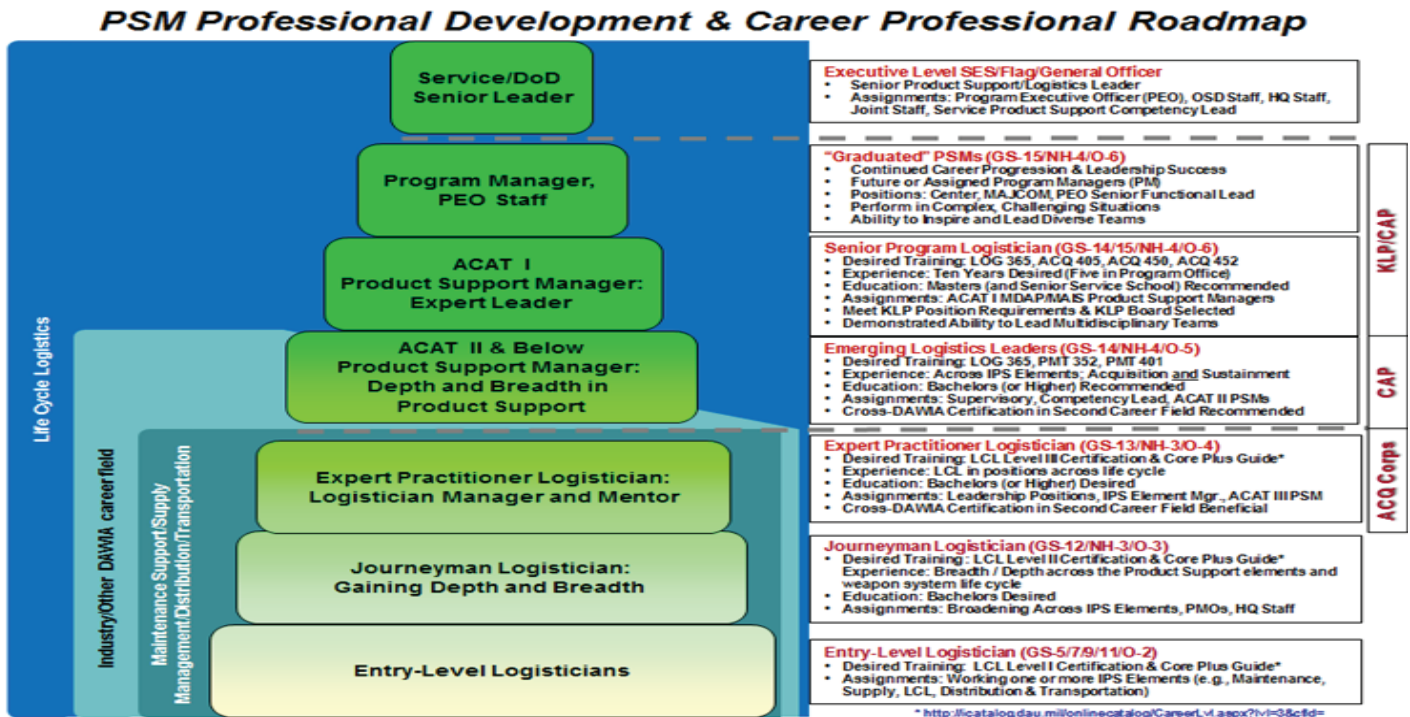 PSM Professional Development & Career Professional Roadmap
Service/DoD
Senior Leader
Program Manager,
PEO Staff
ACAT I
Product Support Manager:
Expert Leader
ACAT II & Below
Product Support Manager:
Depth and Breadth in
Product Support
Expert Practitioner Logistician:
Logistician Manager and Mentor
Journeyman Logistician:
Gaining Depth and Breadth
Entry-Level Logisticians
Life Cycle Logistics
Industry/Other DAWIA career field
Maintenance Support/Supply
Management/Distribution/Transportation
Executive Level SES/Flag/General Officer
• Senior Product Support/Logistics Leader
• Assignments: Program Executive Officer (PEO), OSD Staff, HQ Staff,
Joint Staff, Service Product Support Competency Lead
"Graduated" PSMs (GS-15/NH-4/O-6)
• Continued Career Progression & Leadership Success
• Future or Assigned Program Managers (PM)
• Positions: Center, MAJCOM, PEO Senior Functional Lead
• Perform in Complex, Challenging Situations
• Ability to Inspire and Lead Diverse Teams
Senior Program Logistician (GS-14/15/NH-4/O-6)
• Desired Training: LOG 365, ACQ 405, ACQ 450, ACQ 452
• Experience: Ten Years Desired (Five in Program Office)
• Education: Masters (and Senior Service School) Recommended
• Assignments: ACAT I MDAP/MAIS Product Support Managers
• Meet KLP Position Requirements & KLP Board Selected
• Demonstrated Ability to Lead Multidisciplinary Teams
Emerging Logistics Leaders (GS-14/NH-4/O-5)
• Desired Training: LOG 365, PMT 352, PMT 401
• Experience: Across IPS Elements; Acquisition and Sustainment
• Education: Bachelors (or Higher) Recommended
• Assignments: Supervisory, Competency Lead, ACAT II PSMs
• Cross-DAWIA Certification in Second Career Field Recommended
Expert Practitioner Logistician (GS-13/NH-3/O-4)
• Desired Training: LCL Level III Certification & Core Plus Guide*
• Experience: LCL in positions across life cycle
• Education: Bachelors (or Higher) Desired
• Assignments: Leadership Positions, IPS Element Mgr., ACAT III PSM
• Cross-DAWIA Certification in Second Career Field Beneficial
Journeyman Logistician (GS-12/NH-3/O-3)
• Desired Training: LCL Level II Certification & Core Plus Guide*
Experience: Breadth / Depth across the Product Support elements and
weapon system life cycle
• Education: Bachelors Desired
• Assignments: Broadening Across IPS Elements, PMOs, HQ Staff
Entry-Level Logistician (GS-5/7/9/11/O-2)
• Desired Training: LCL Level I Certification & Core Plus Guide*
• Assignments: Working one or more IPS Elements (e.g., Maintenance,
Supply, LCL, Distribution & Transportation)
* http://icatalog.dau.mil/onlinecatalog/CareerLvl.aspx?lvl=3&cfld=
KLP/CAP
CAP
ACQ Corps